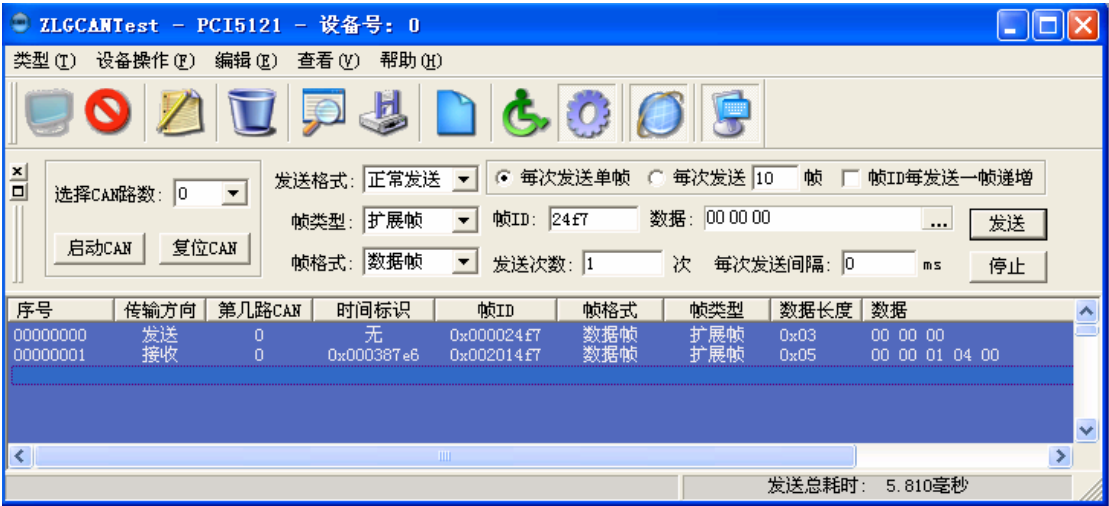 ZLGCANTest - PCI5121 - 设备号: 0
类型(T) 设备操作(F) 编辑(E) 查看(V) 帮助(H)
选择CAN路数: 0 发送格式: 正常发送 每次发送单帧 每次发送 10 帧 帧ID每发送一帧递增
帧类型: 扩展帧 帧ID: 24f7 数据: 00 00 00 ... 发送
启动CAN 复位CAN 帧格式: 数据帧 发送次数: 1 次 每次发送间隔: 0 ms 停止
序号 传输方向 第几路CAN 时间标识 帧ID 帧格式 帧类型 数据长度 数据
00000000 发送 0 无 0x000024f7 数据帧 扩展帧 0x03 00 00 00
00000001 接收 0 0x000387e6 0x002014f7 数据帧 扩展帧 0x05 00 00 01 04 00
发送总耗时: 5.810毫秒